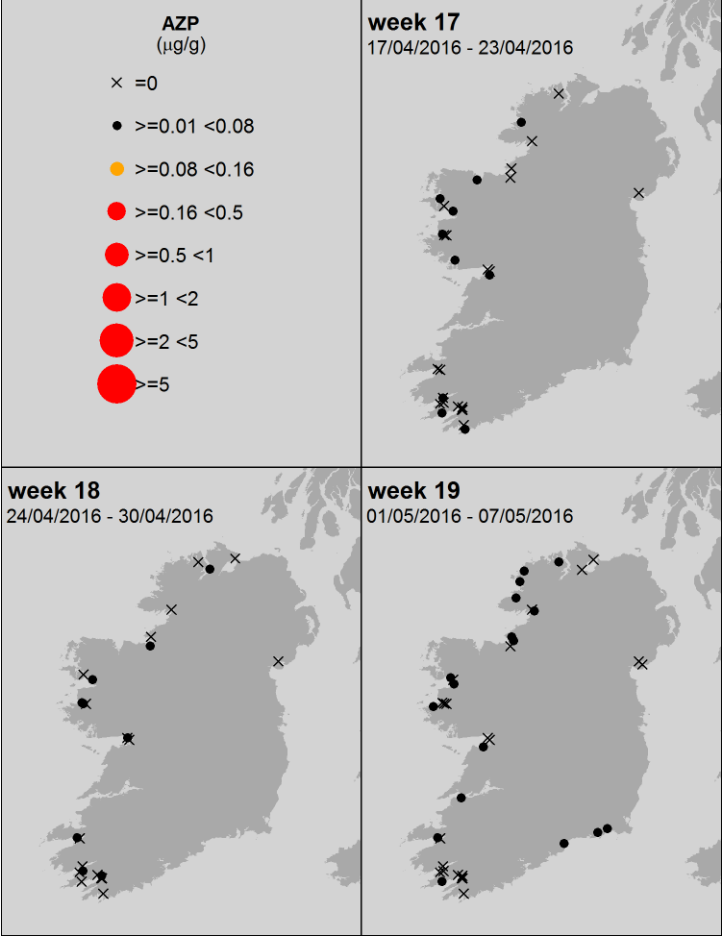 AZP
(µg/g)
=0
>=0.01 <0.08
>=0.08 <0.16
>=0.16 <0.5
>=0.5 <1
>=1 <2
>=2 <5
>=5
week 17
17/04/2016 - 23/04/2016
week 18
24/04/2016 - 30/04/2016
week 19
01/05/2016 - 07/05/2016